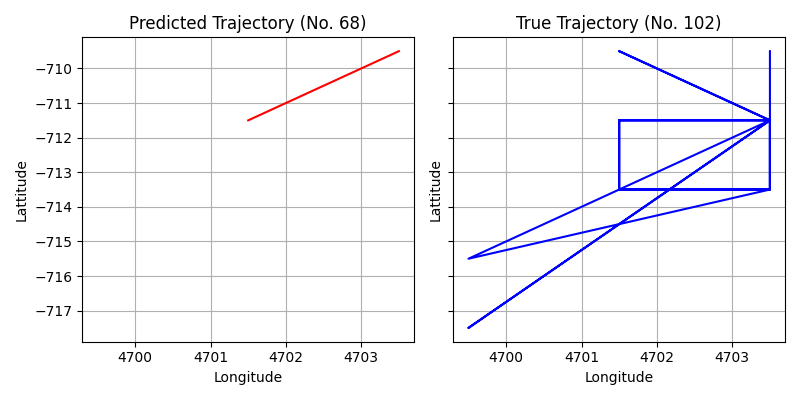 Predicted Trajectory (No. 68)
True Trajectory (No. 102)
−710
−711
−712
−713
−714
−715
−716
−717
Lattitude
Lattitude
4700
4701
4702
4703
4700
4701
4702
4703
Longitude
Longitude